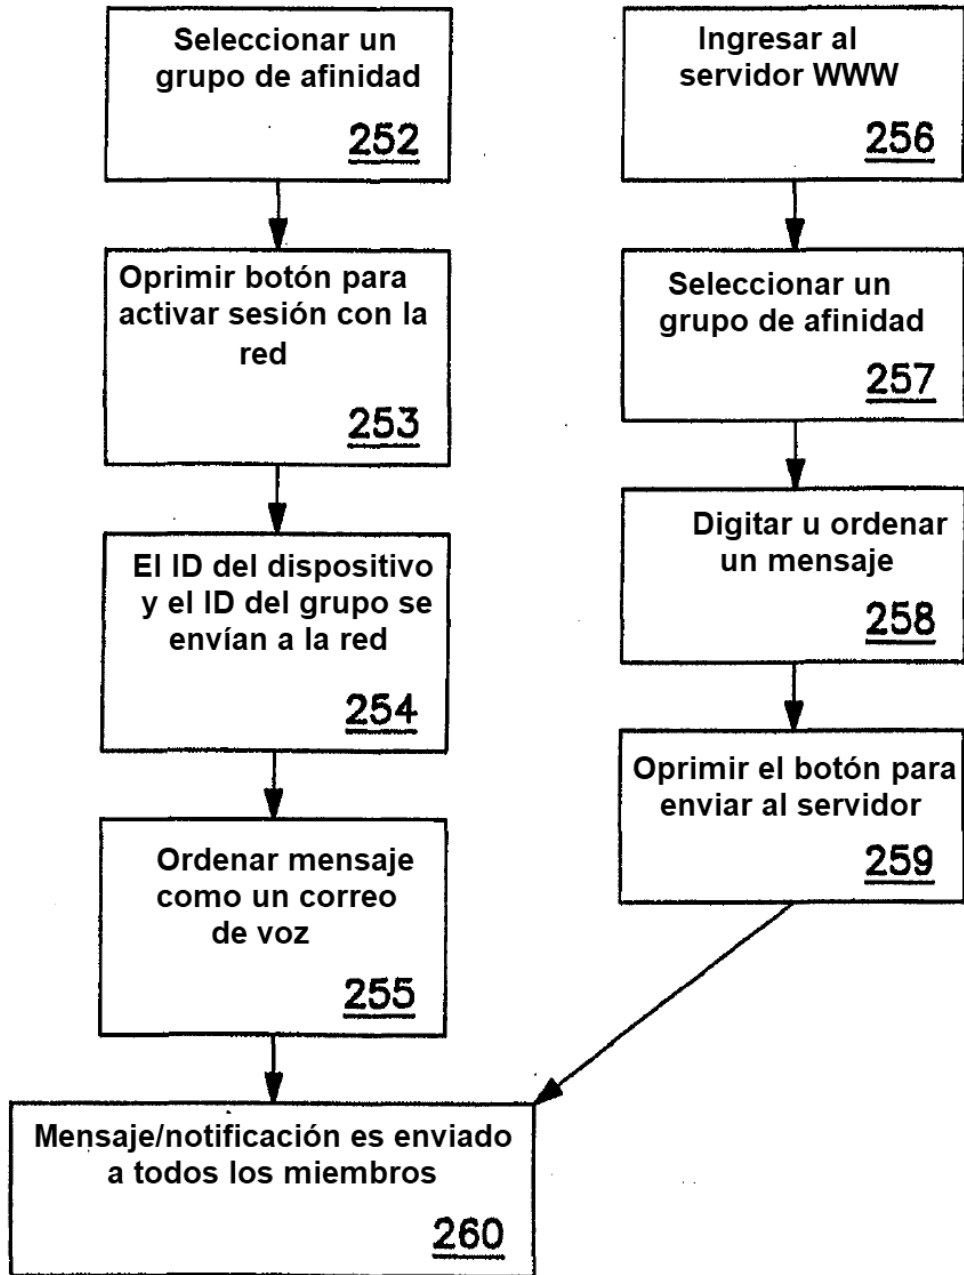 Seleccionar un
grupo de afinidad
252
Oprimir botón para
activar sesión con la
red
253
El ID del dispositivo
y el ID del grupo se
envían a la red
254
Ordenar mensaje
como un correo
de voz
255
Ingresar al
servidor WWW
256
Seleccionar un
grupo de afinidad
257
Digitar u ordenar
un mensaje
258
Oprimir el botón para
enviar al servidor
259
Mensaje/notificación es enviado
a todos los miembros
260